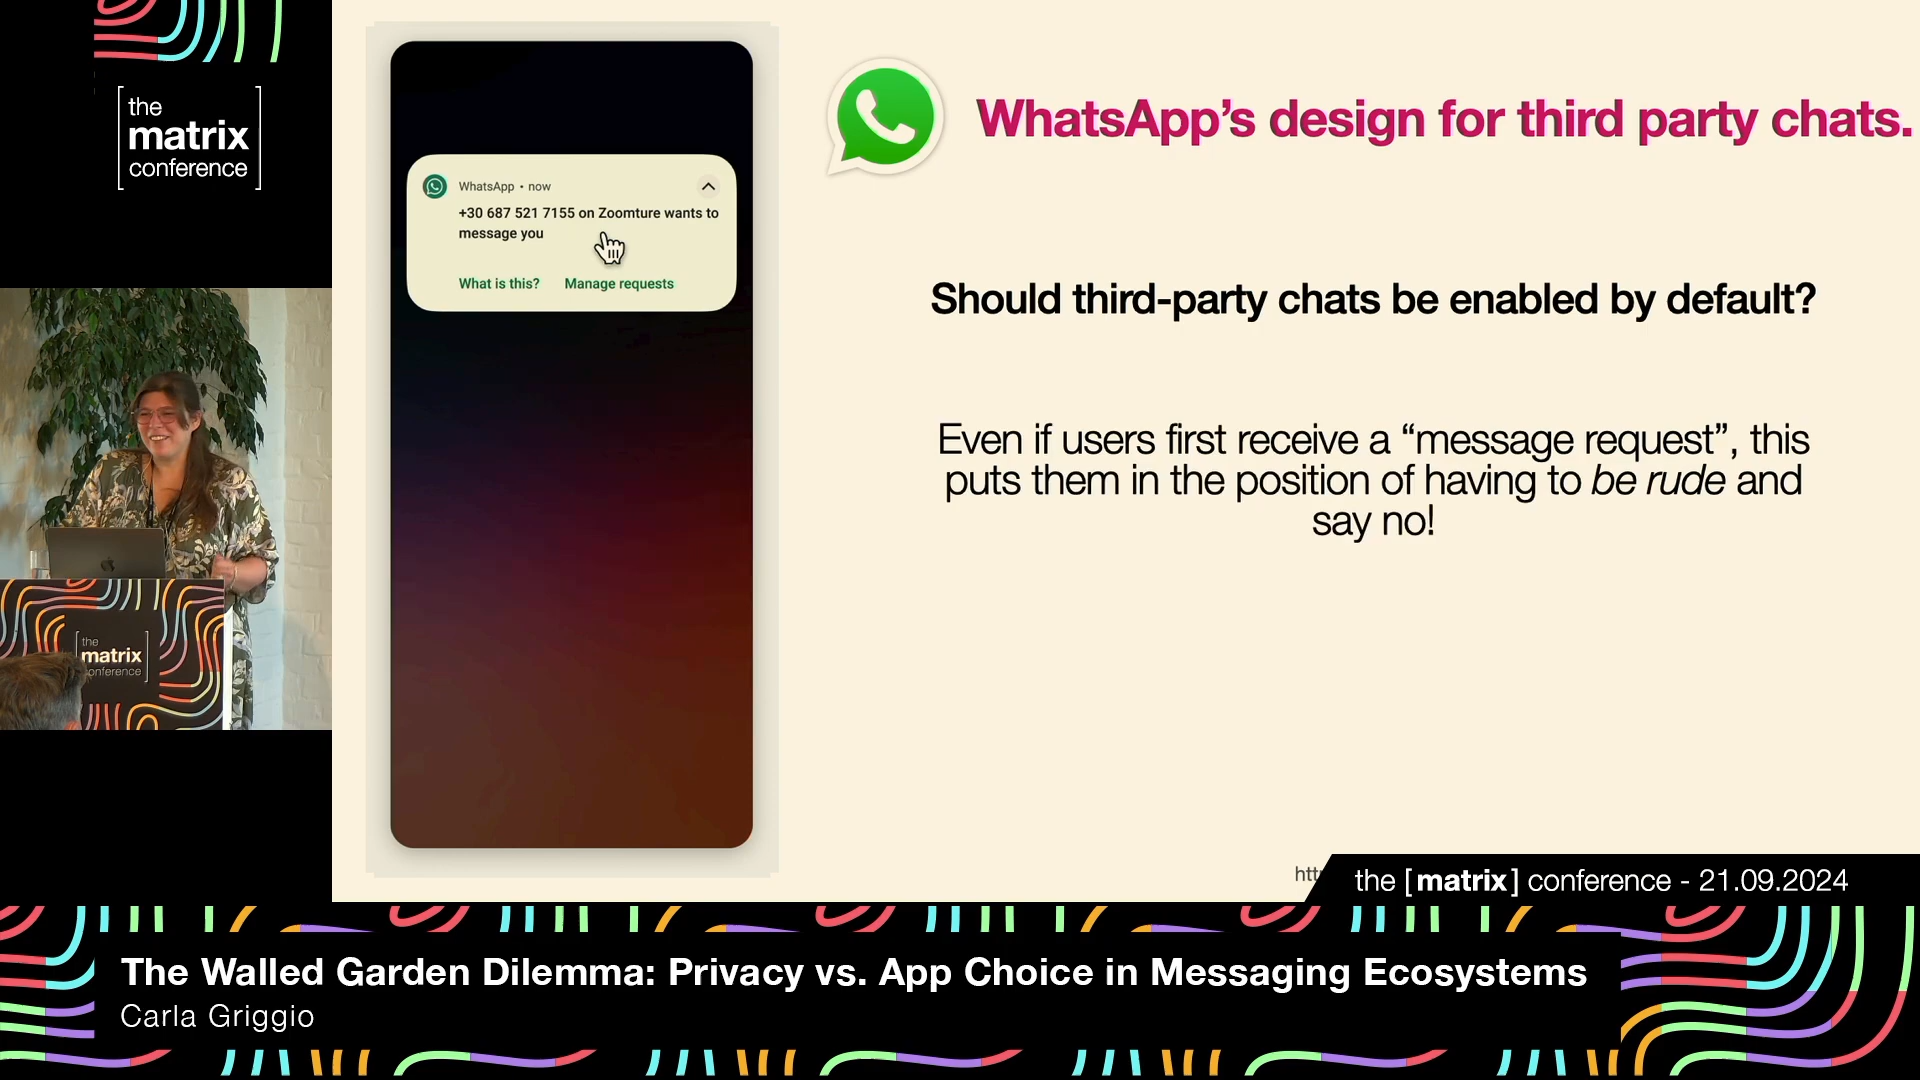 [the
matrix
conference]
WhatsApp's design for third party chats.
WhatsApp • now
+30 687 521 7155 on Zoomture wants to
message you
What is this? Manage requests
Should third-party chats be enabled by default?
Even if users first receive a “message request”, this
puts them in the position of having to be rude and
say no!
[the
matrix
conference]
htt
the [matrix] conference - 21.09.2024
The Walled Garden Dilemma: Privacy vs. App Choice in Messaging Ecosystems
Carla Griggio